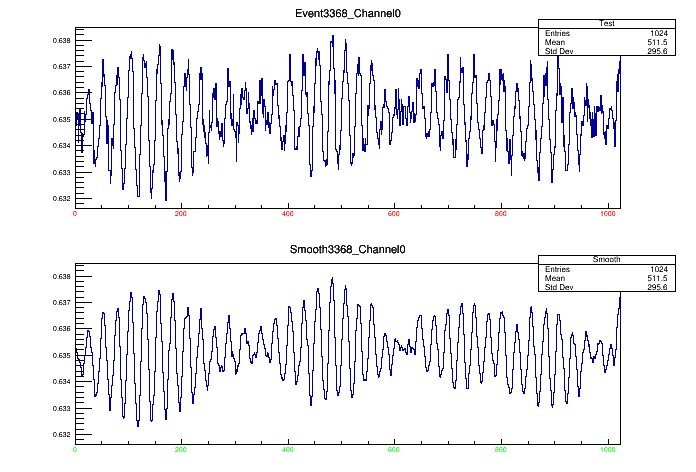 Event3368_Channel0
Test
Entries 1024
Mean 511.5
Std Dev 295.6
0.638
0.637
0.636
0.635
0.634
0.633
0.632
0 200 400 600 800 1000
Smooth3368_Channel0
Smooth
Entries 1024
Mean 511.5
Std Dev 295.6
0.638
0.637
0.636
0.635
0.634
0.633
0.632
0 200 400 600 800 1000